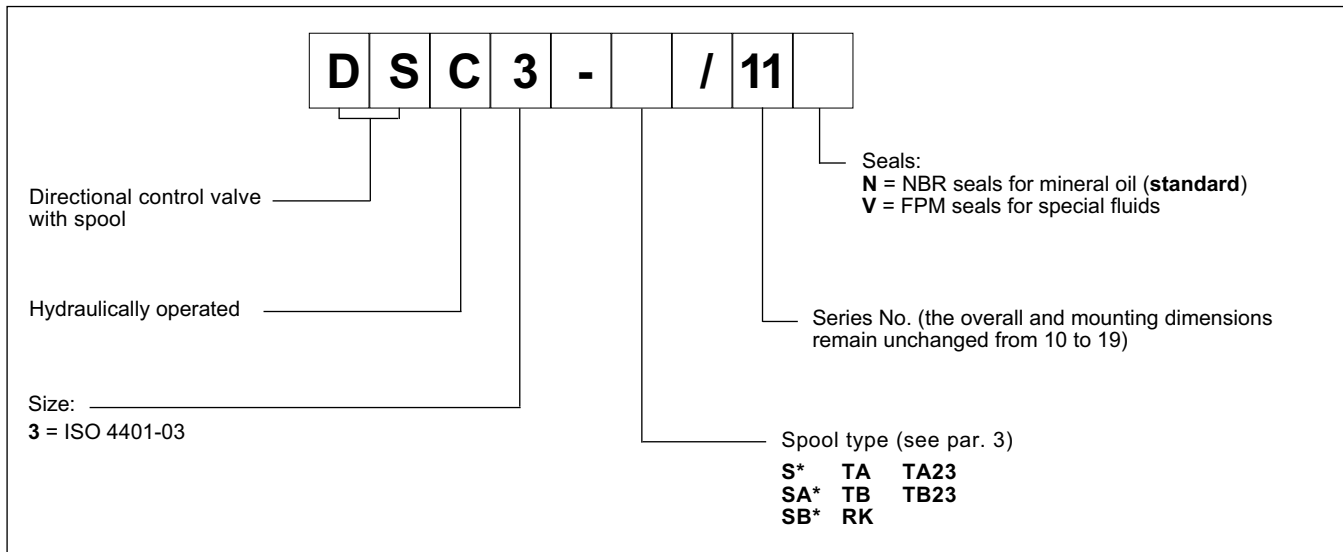 D S C 3 - / 11
Directional control valve
with spool
Hydraulically operated
Size:
3 = ISO 4401-03
Seals:
N = NBR seals for mineral oil (standard)
V = FPM seals for special fluids
Series No. (the overall and mounting dimensions
remain unchanged from 10 to 19)
Spool type (see par. 3)
S* TA TA23
SA* TB TB23
SB* RK